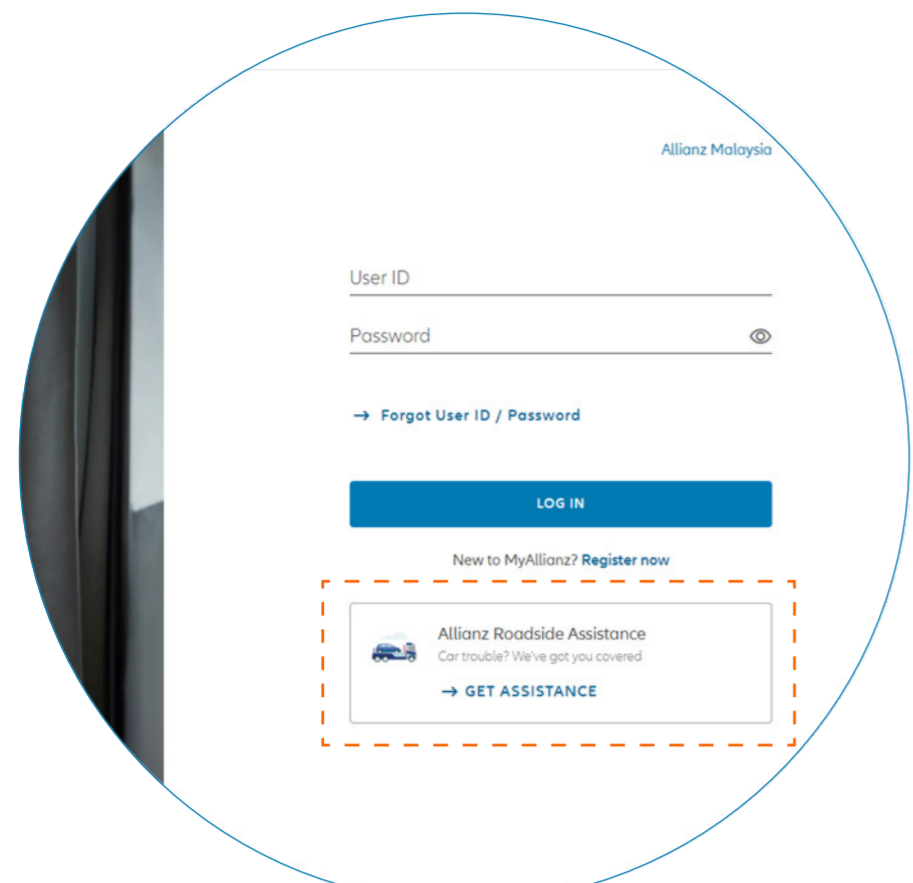 Allianz Malaysia
User ID
Password
→ Forgot User ID / Password
LOG IN
New to MyAllianz? Register now
Allianz Roadside Assistance
Car trouble? We've got you covered
→ GET ASSISTANCE